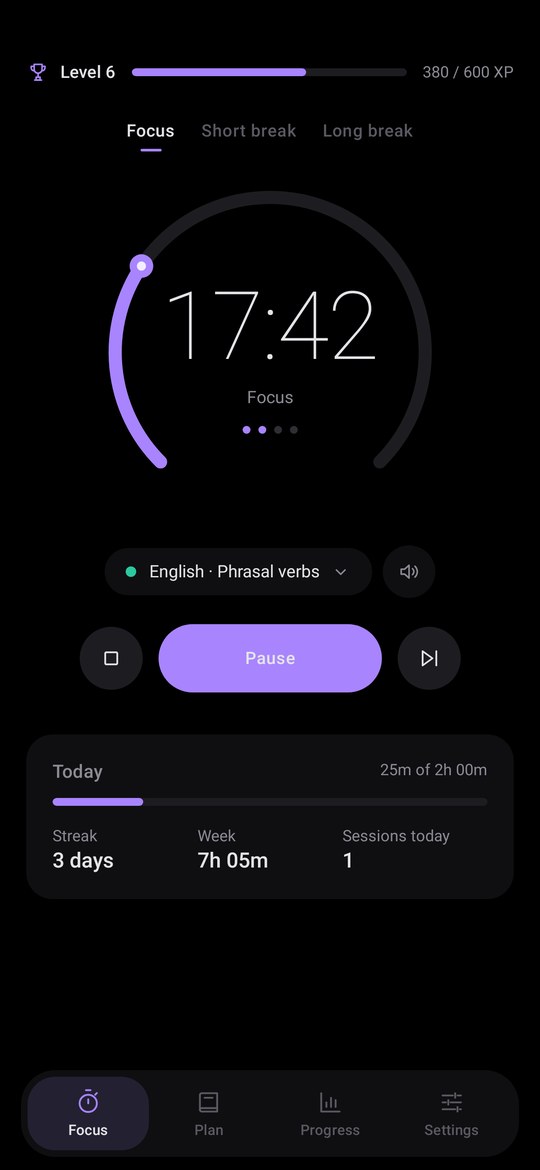 Level 6
380 / 600 XP
Focus Short break Long break
17:42
Focus
English · Phrasal verbs
Pause
Today
25m of 2h 00m
Streak Week Sessions today
3 days 7h 05m 1
Focus Plan Progress Settings